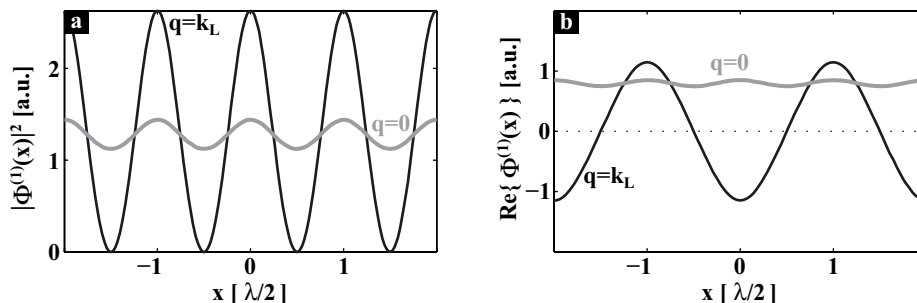 a
q=k_L
q=0
2
1
0
−1 0 1
x [ λ/2 ]
|Φ^(1)(x)|^2 [a.u.]
b
q=0
q=k_L
1
0
−1
−1 0 1
x [ λ/2 ]
Re{ Φ^(1)(x) } [a.u.]